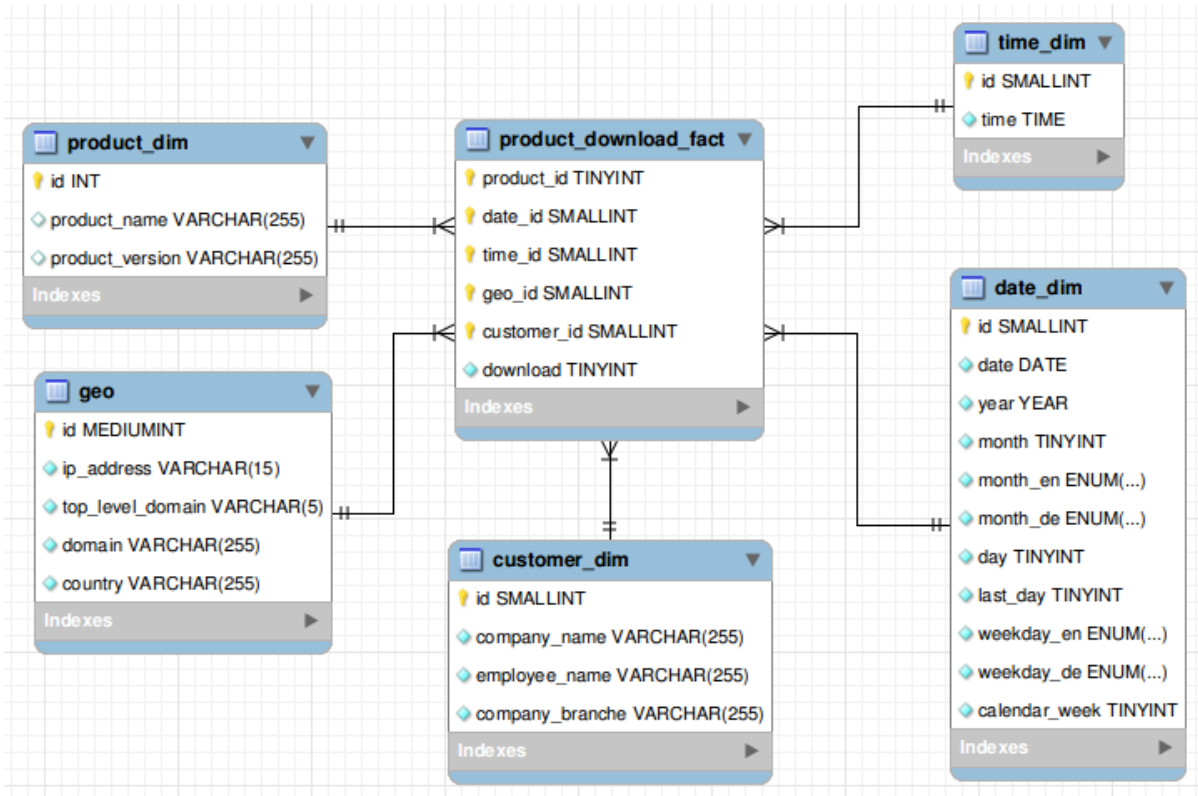 product_dim
id INT
product_name VARCHAR(255)
product_version VARCHAR(255)
Indexes
geo
id MEDIUMINT
ip_address VARCHAR(15)
top_level_domain VARCHAR(5)
domain VARCHAR(255)
country VARCHAR(255)
Indexes
product_download_fact
product_id TINYINT
date_id SMALLINT
time_id SMALLINT
geo_id SMALLINT
customer_id SMALLINT
download TINYINT
Indexes
customer_dim
id SMALLINT
company_name VARCHAR(255)
employee_name VARCHAR(255)
company_branche VARCHAR(255)
Indexes
time_dim
id SMALLINT
time TIME
Indexes
date_dim
id SMALLINT
date DATE
year YEAR
month TINYINT
month_en ENUM(...)
month_de ENUM(...)
day TINYINT
last_day TINYINT
weekday_en ENUM(...)
weekday_de ENUM(...)
calendar_week TINYINT
Indexes